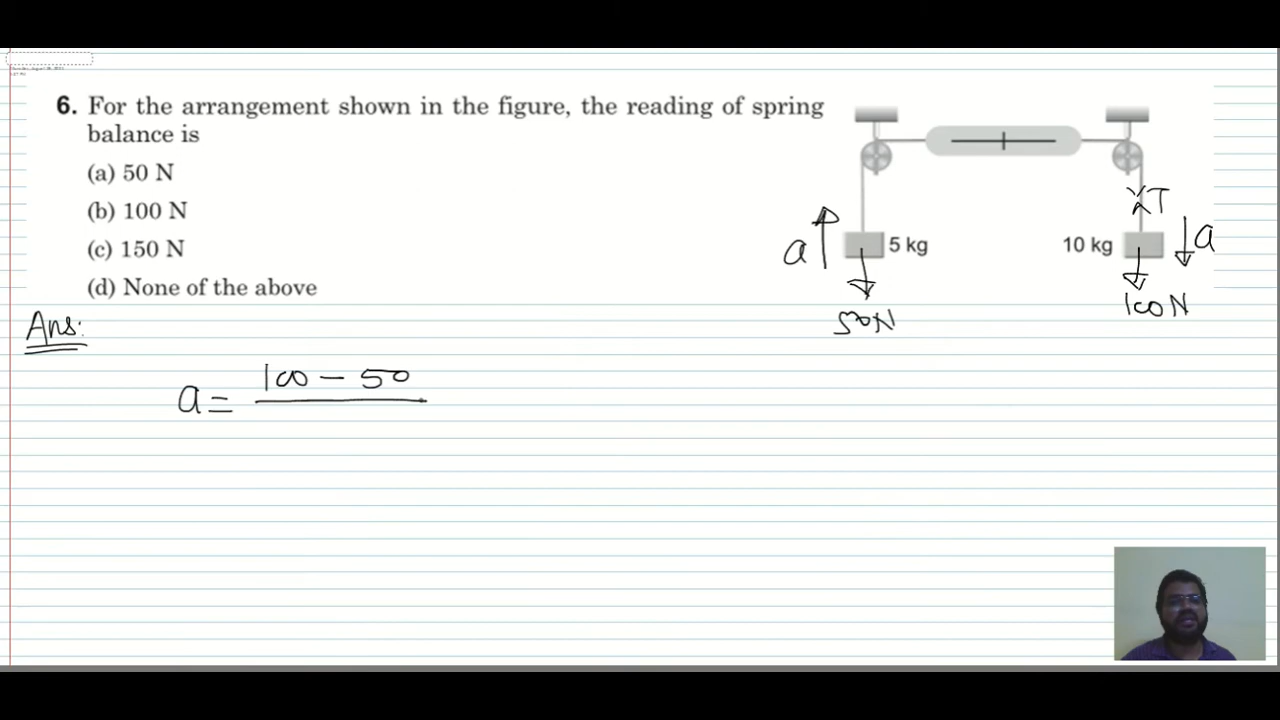 6. For the arrangement shown in the figure, the reading of spring
balance is
(a) 50 N
(b) 100 N
(c) 150 N
(d) None of the above
5 kg
10 kg
T
a
a
50N
100N
Ans:
a = 100 - 50